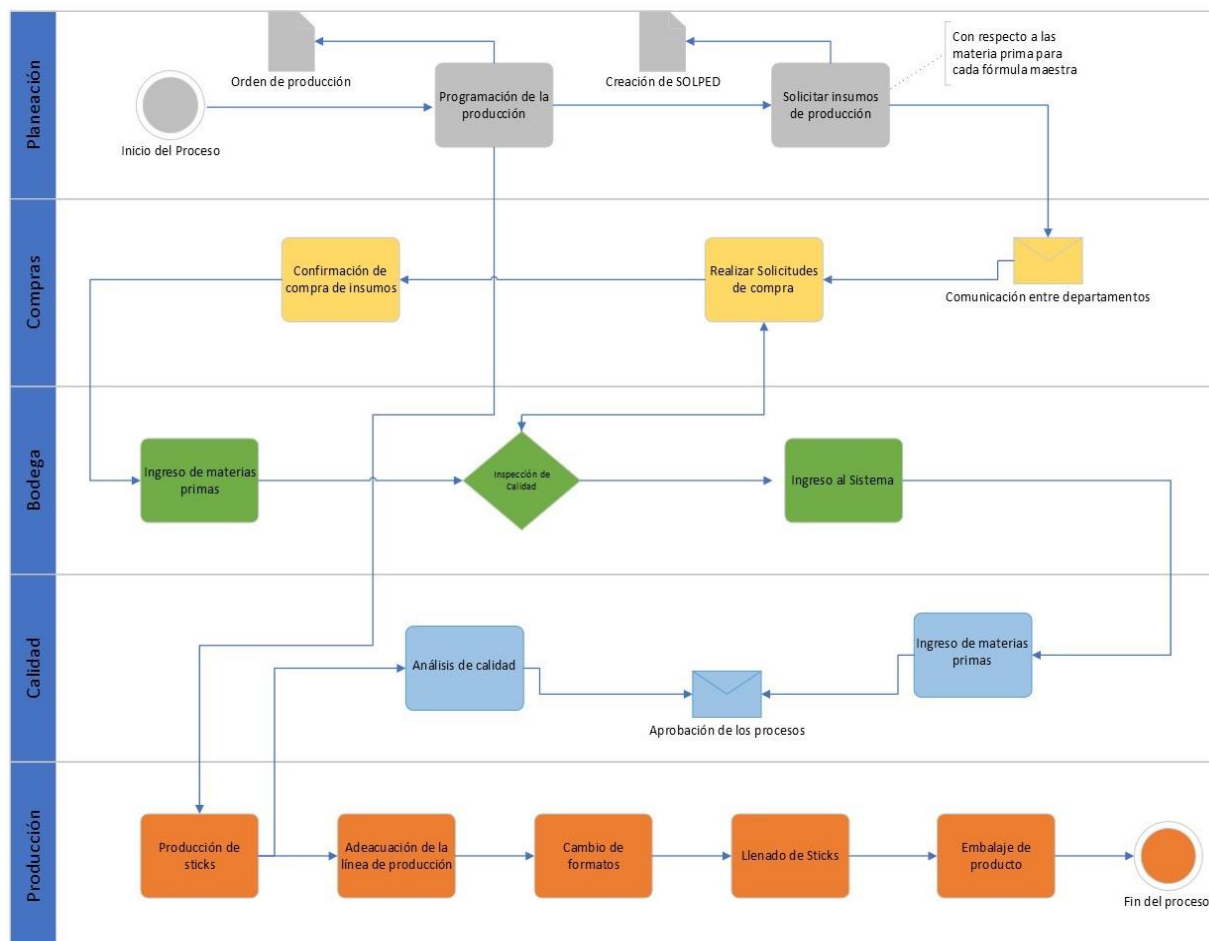 Planeación
Orden de producción
Inicio del Proceso
Programación de la
producción
Creación de SOLPED
Solicitar insumos
de producción
Con respecto a las
materia prima para
cada fórmula maestra
Compras
Confirmación de
compra de insumos
Realizar Solicitudes
de compra
Comunicación entre departamentos
Bodega
Ingreso de materias
primas
Inspección de
Calidad
Ingreso al Sistema
Calidad
Análisis de calidad
Aprobación de los procesos
Ingreso de materias
primas
Producción
Producción de
sticks
Adeacuación de la
línea de producción
Cambio de
formatos
Llenado de Sticks
Embalaje de
producto
Fin del proceso